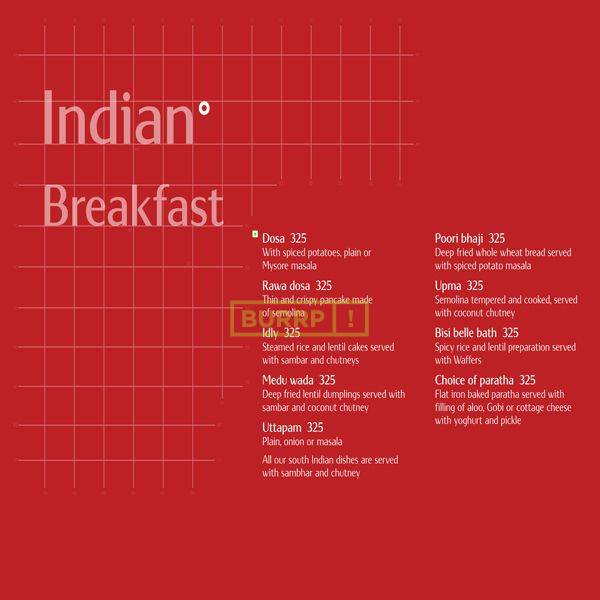 Indian
Breakfast
Dosa 325
With spiced potatoes, plain or
Mysore masala
Rawa dosa 325
Thin and crispy pancake made
of semolina
Idly 325
Steamed rice and lentil cakes served
with sambar and chutneys
Medu wada 325
Deep fried lentil dumplings served with
sambar and coconut chutney
Uttapam 325
Plain, onion or masala
All our south Indian dishes are served
with sambhar and chutney
Poori bhaji 325
Deep fried whole wheat bread served
with spiced potato masala
Upma 325
Semolina tempered and cooked, served
with coconut chutney
Bisi belle bath 325
Spicy rice and lentil preparation served
with Waffers
Choice of paratha 325
Flat iron baked paratha served with
filling of aloo, Gobi or cottage cheese
with yoghurt and pickle
BURRP !